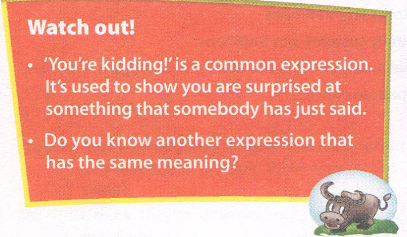 Watch out!
• ‘You're kidding!’ is a common expression.
It's used to show you are surprised at
something that somebody has just said.
• Do you know another expression that
has the same meaning?